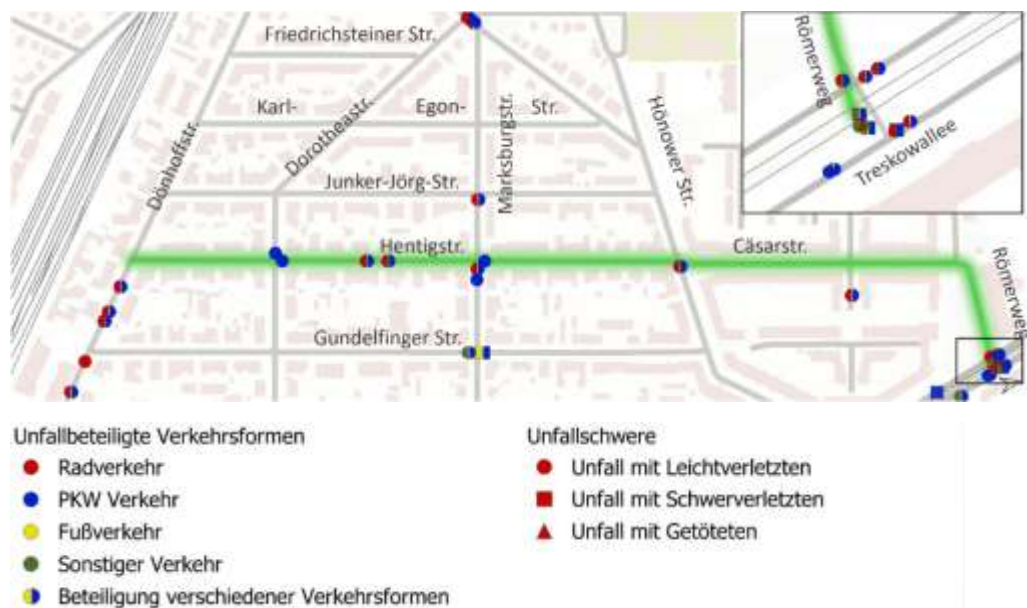 Friedrichsteiner Str.
Karl-
Egon-
Str.
Dorotheastr.
Dönhoffstr.
Marksburgstr.
Hönower Str.
Junker-Jörg-Str.
Hentigstr.
Cäsarstr.
Römerweg
Gundelfinger Str.
Römerweg
Treskowallee
Unfallbeteiligte Verkehrsformen
Radverkehr
PKW Verkehr
Fußverkehr
Sonstiger Verkehr
Beteiligung verschiedener Verkehrsformen
Unfallschwere
Unfall mit Leichtverletzten
Unfall mit Schwerverletzten
Unfall mit Getöteten